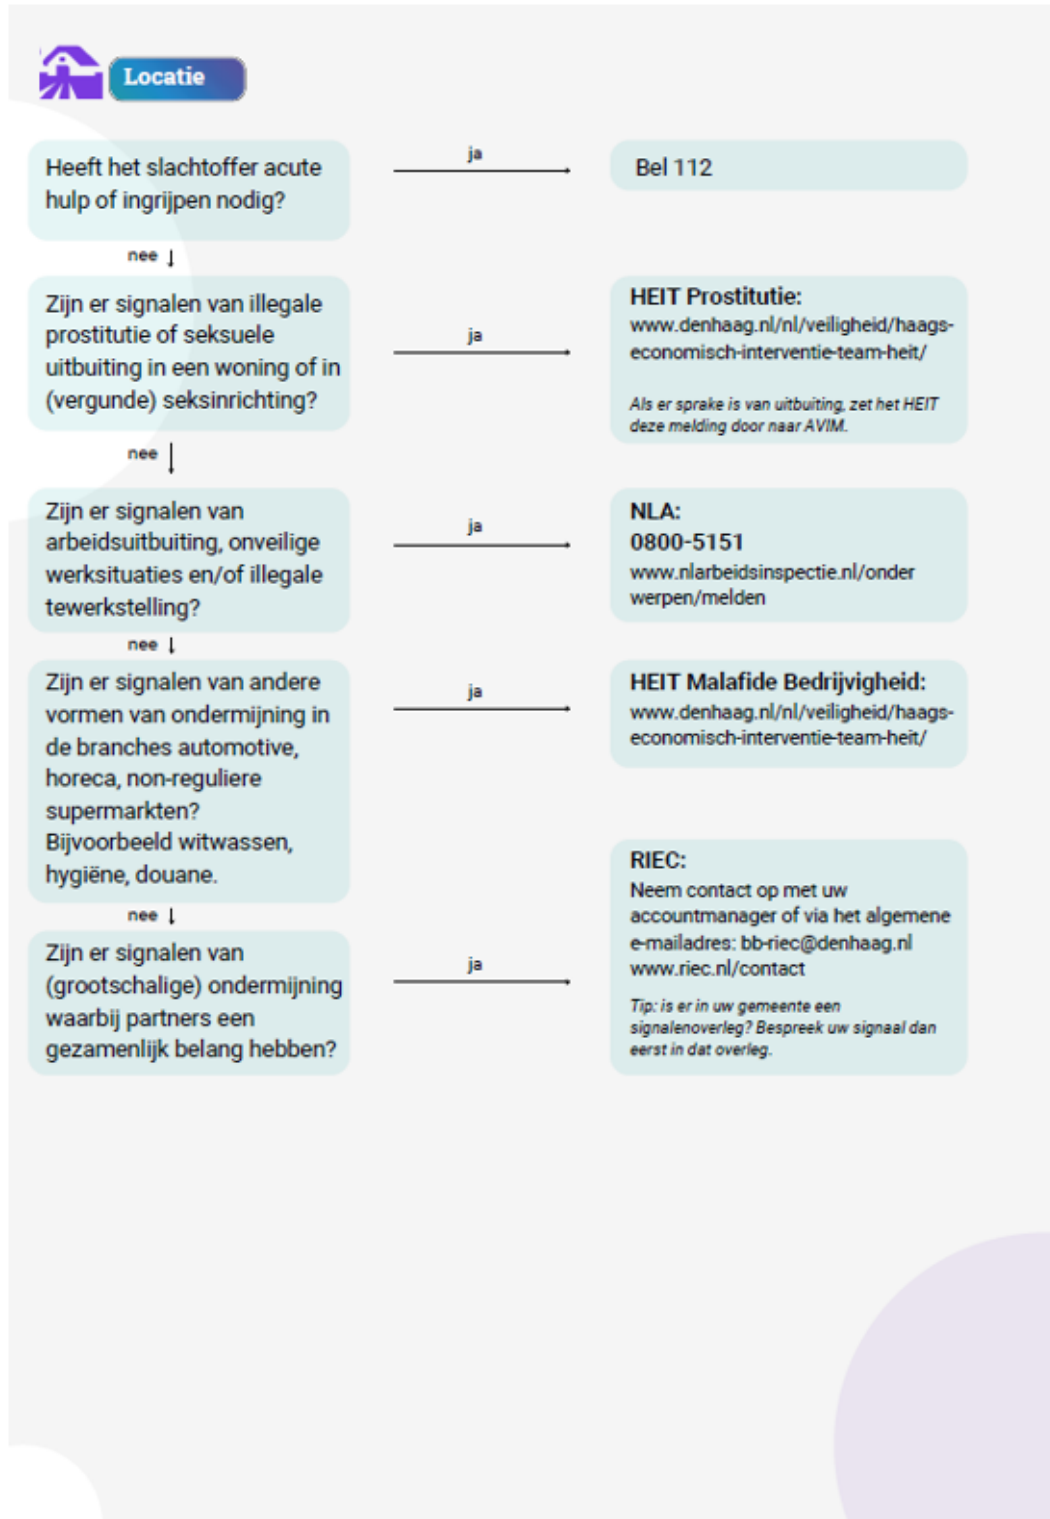 Locatie
Heeft het slachtoffer acute
hulp of ingrijpen nodig?
ja
Bel 112
nee
Zijn er signalen van illegale
prostitutie of seksuele
uitbuiting in een woning of in
(vergunde) seksinrichting?
ja
HEIT Prostitutie:
www.denhaag.nl/nl/veiligheid/haags-
economisch-interventie-team-heit/
Als er sprake is van uitbuiting, zet het HEIT
deze melding door naar AVIM.
nee
Zijn er signalen van
arbeidsuitbuiting, onveilige
werksituaties en/of illegale
tewerkstelling?
ja
NLA:
0800-5151
www.nlarbeidsinspectie.nl/onder
werpen/melden
nee
Zijn er signalen van andere
vormen van ondermijning in
de branches automotive,
horeca, non-reguliere
supermarkten?
Bijvoorbeeld witwassen,
hygiëne, douane.
ja
HEIT Malafide Bedrijvigheid:
www.denhaag.nl/nl/veiligheid/haags-
economisch-interventie-team-heit/
nee
Zijn er signalen van
(grootschalige) ondermijning
waarbij partners een
gezamenlijk belang hebben?
ja
RIEC:
Neem contact op met uw
accountmanager of via het algemene
e-mailadres: bb-riec@denhaag.nl
www.riec.nl/contact
Tip: is er in uw gemeente een
signalenoverleg? Bespreek uw signaal dan
eerst in dat overleg.